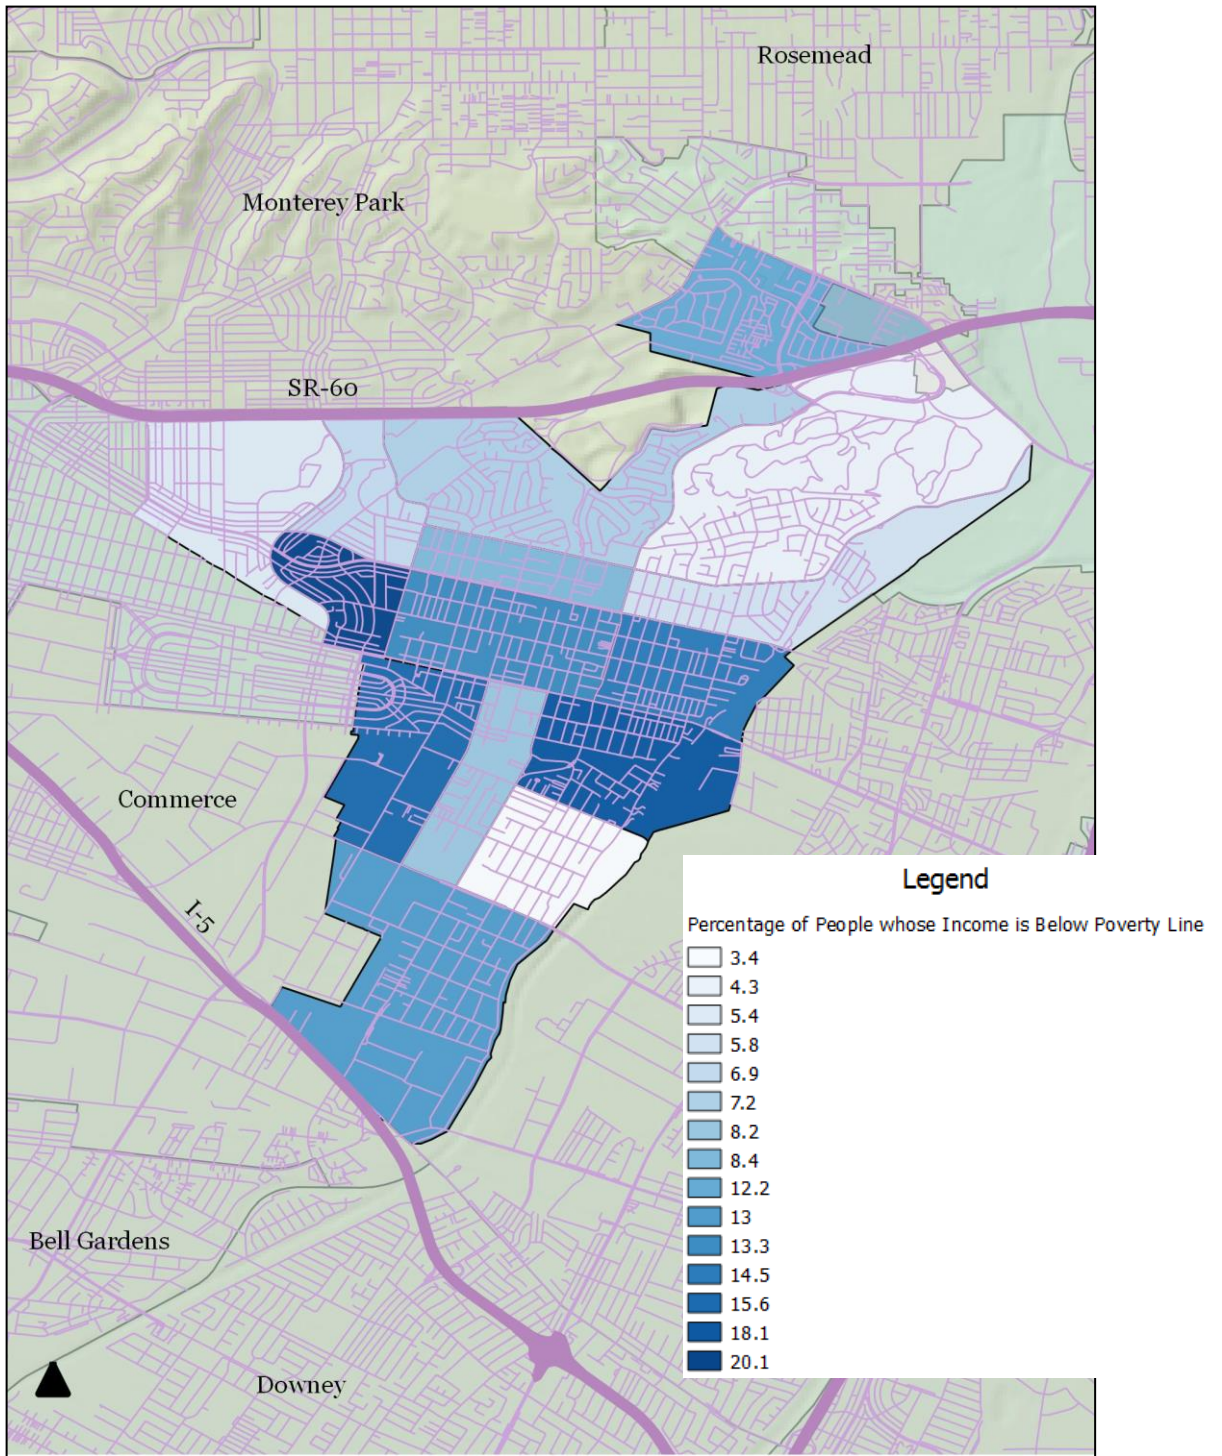 Rosemead
Monterey Park
SR-60
Commerce
I-5
Bell Gardens
Downey
Legend
Percentage of People whose Income is Below Poverty Line
3.4
4.3
5.4
5.8
6.9
7.2
8.2
8.4
12.2
13
13.3
14.5
15.6
18.1
20.1